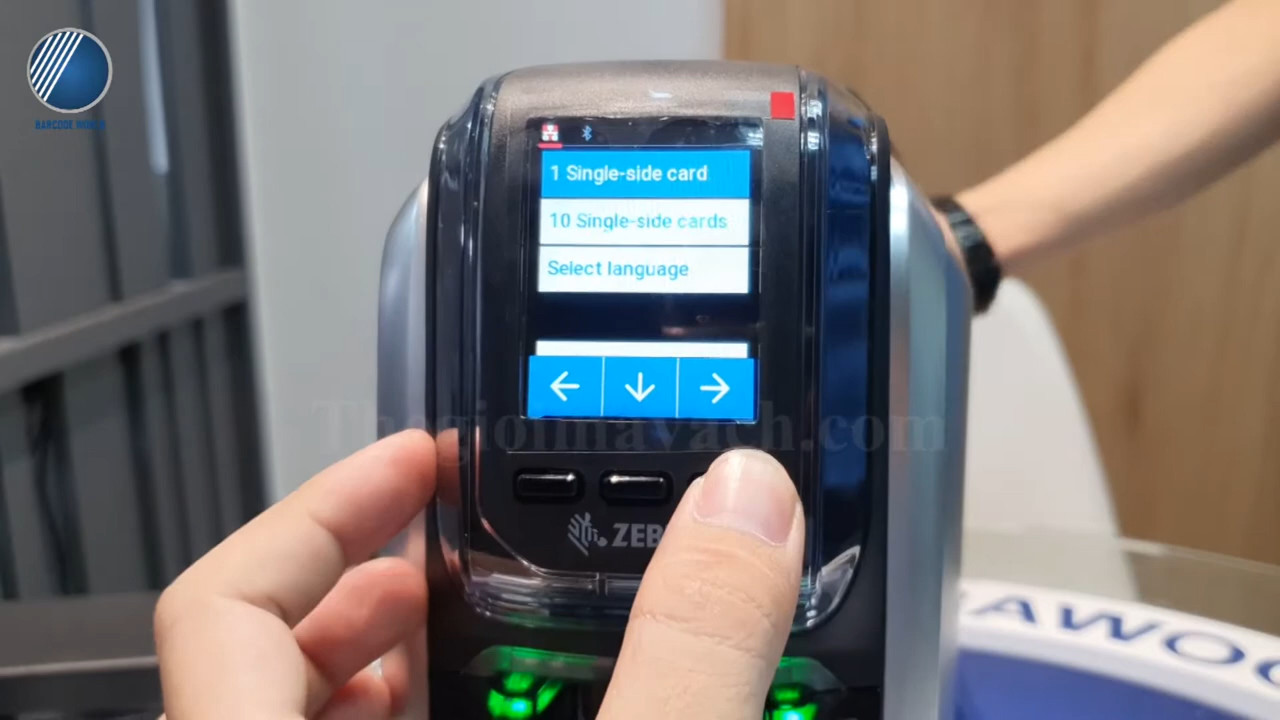 BARCODE WORLD
1 Single-side card
10 Single-side cards
Select language
Thegioimavach.com
ZEB
AWOO